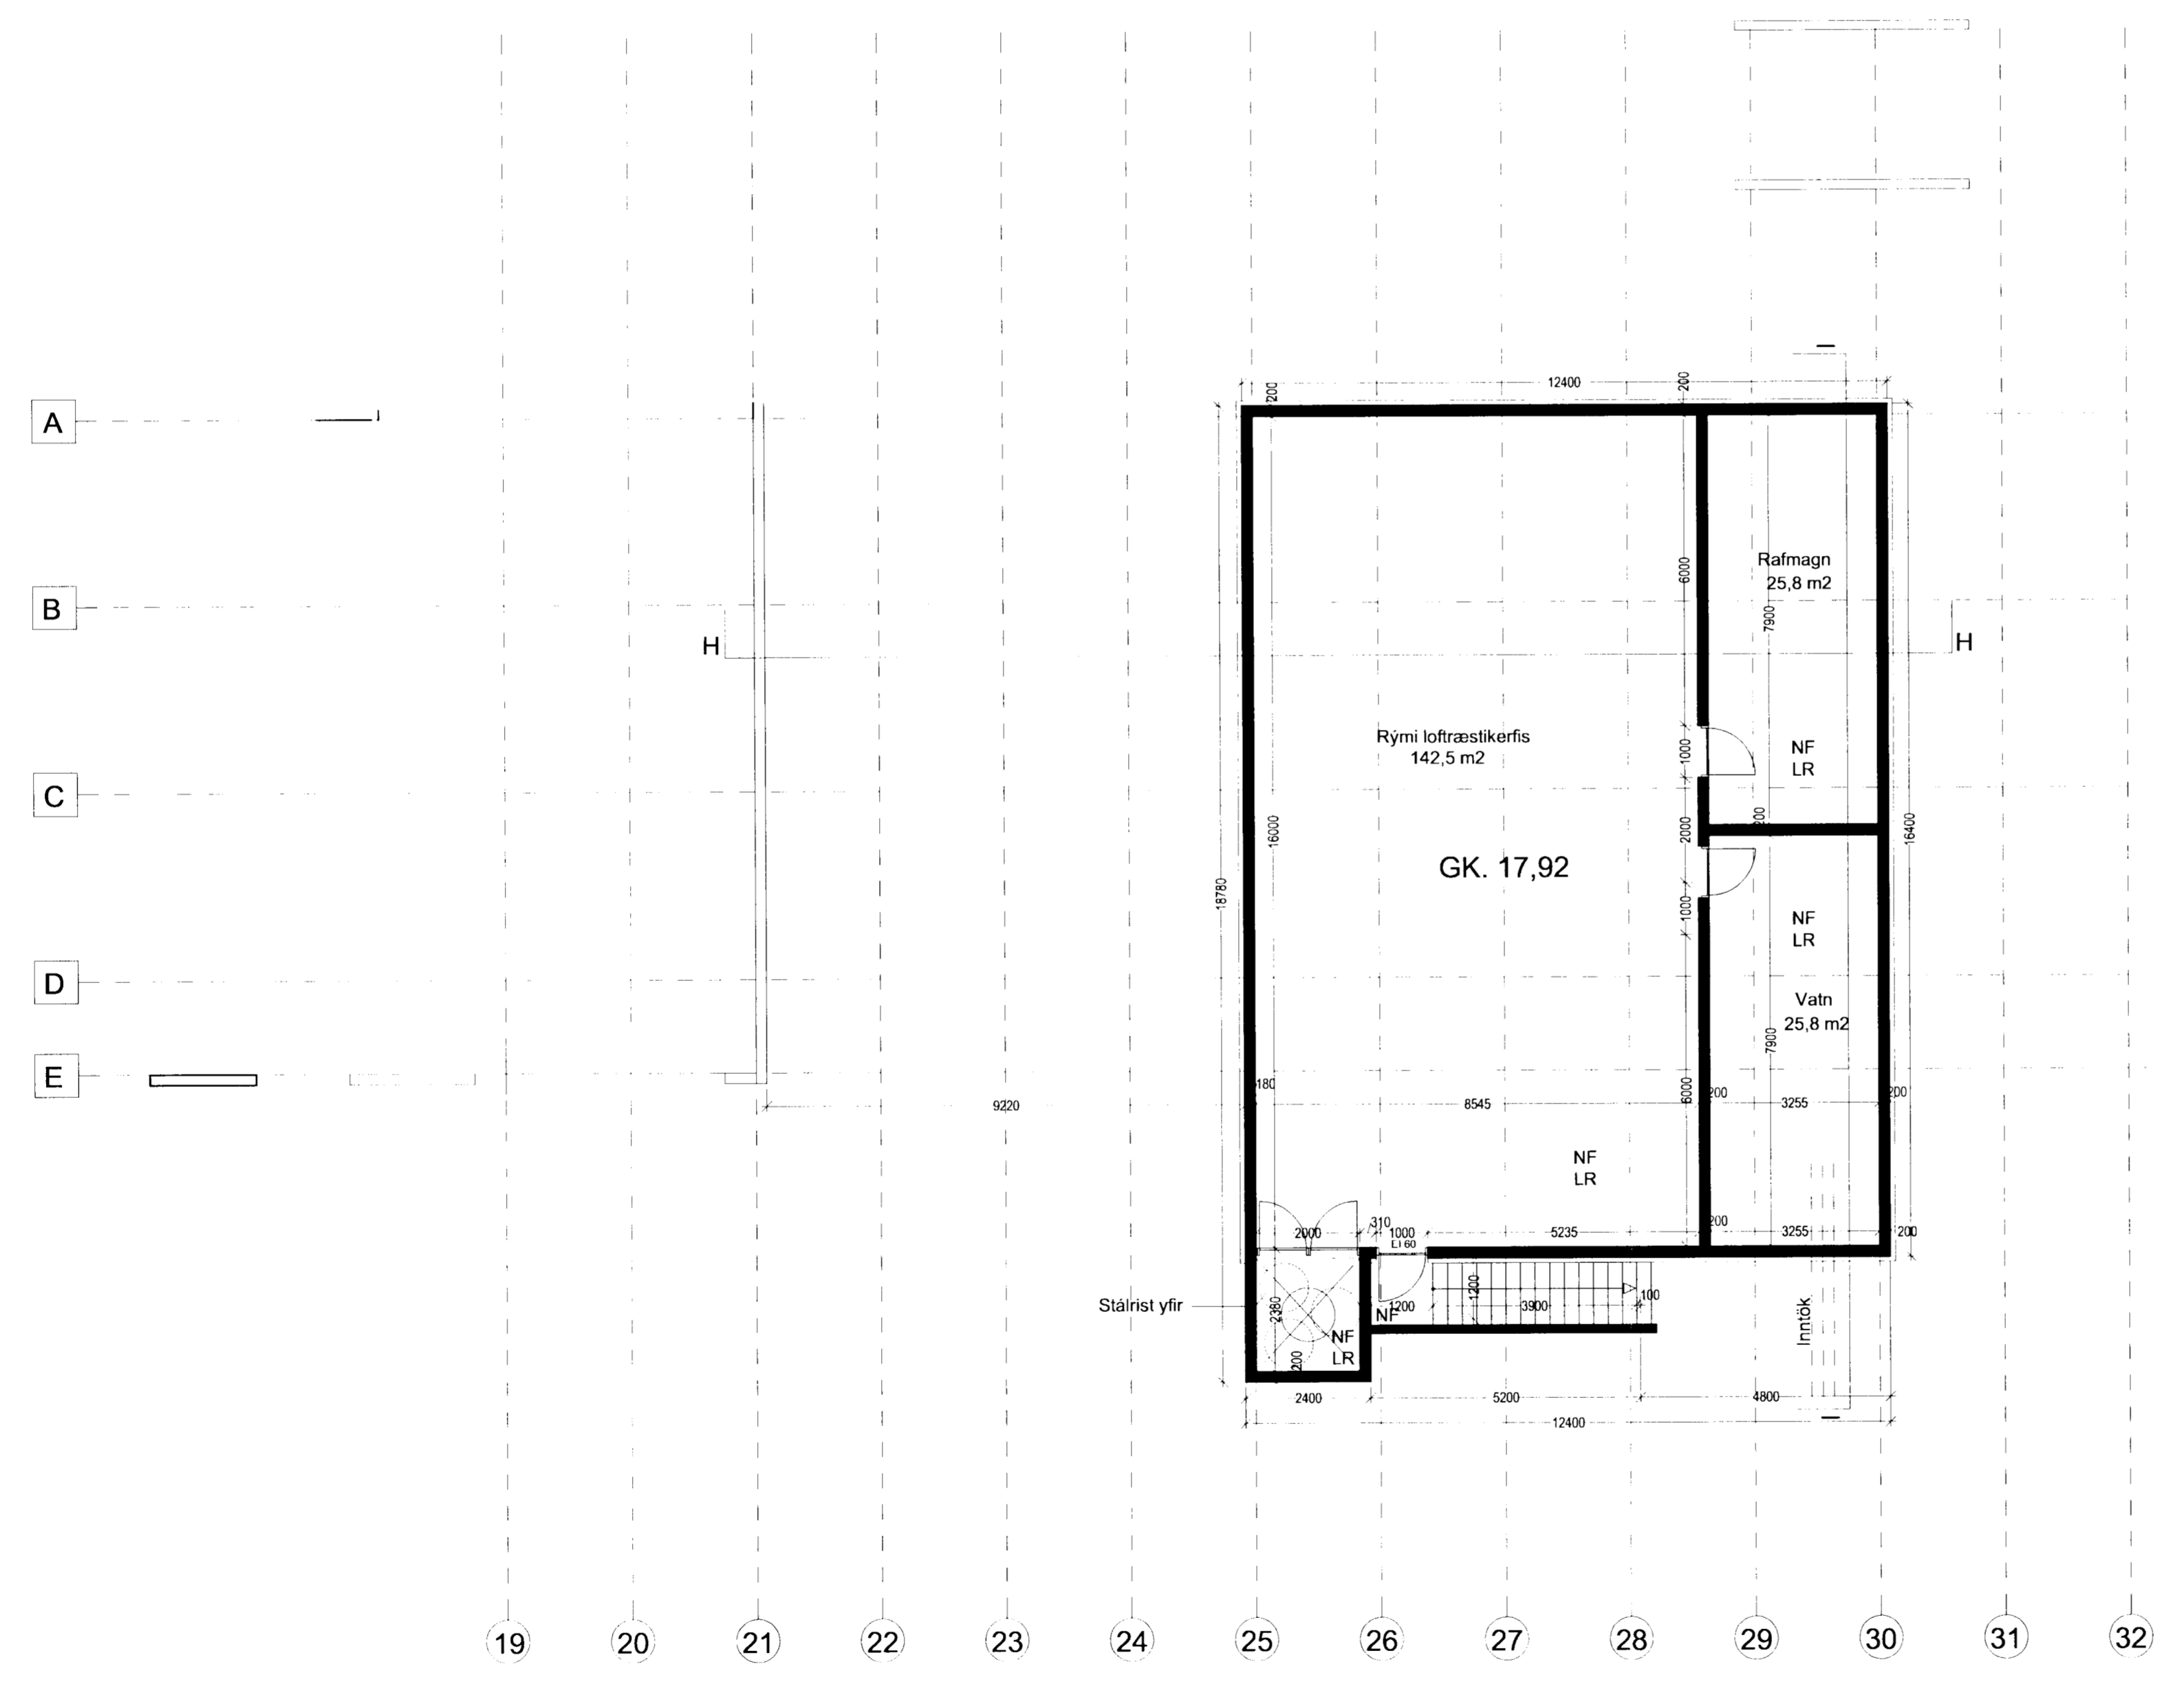 12400
200
200
A
Rafmagn
25,8 m2
6000
7900
B
H
H
Rými loftræstikerfis
142,5 m2
1000
NF
LR
C
200
16000
2000
16400
GK. 17,92
18780
1000
NF
LR
D
Vatn
25,8 m2
7900
E
180
6000
200
200
9220
8545
3255
NF
LR
310
200
2000
1000
5235
3255
200
EI 60
Stálrist yfir
2380
1200
1200
3900
100
NF
Inntök
NF
LR
200
2400
5200
4800
12400
19
20
21
22
23
24
25
26
27
28
29
30
31
32